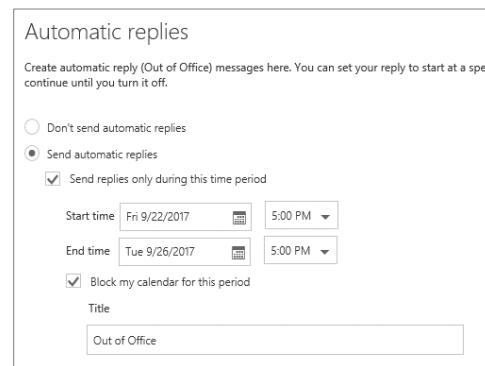 Automatic replies
Create automatic reply (Out of Office) messages here. You can set your reply to start at a spe
continue until you turn it off.
Don't send automatic replies
Send automatic replies
Send replies only during this time period
Start time Fri 9/22/2017 5:00 PM
End time Tue 9/26/2017 5:00 PM
Block my calendar for this period
Title
Out of Office